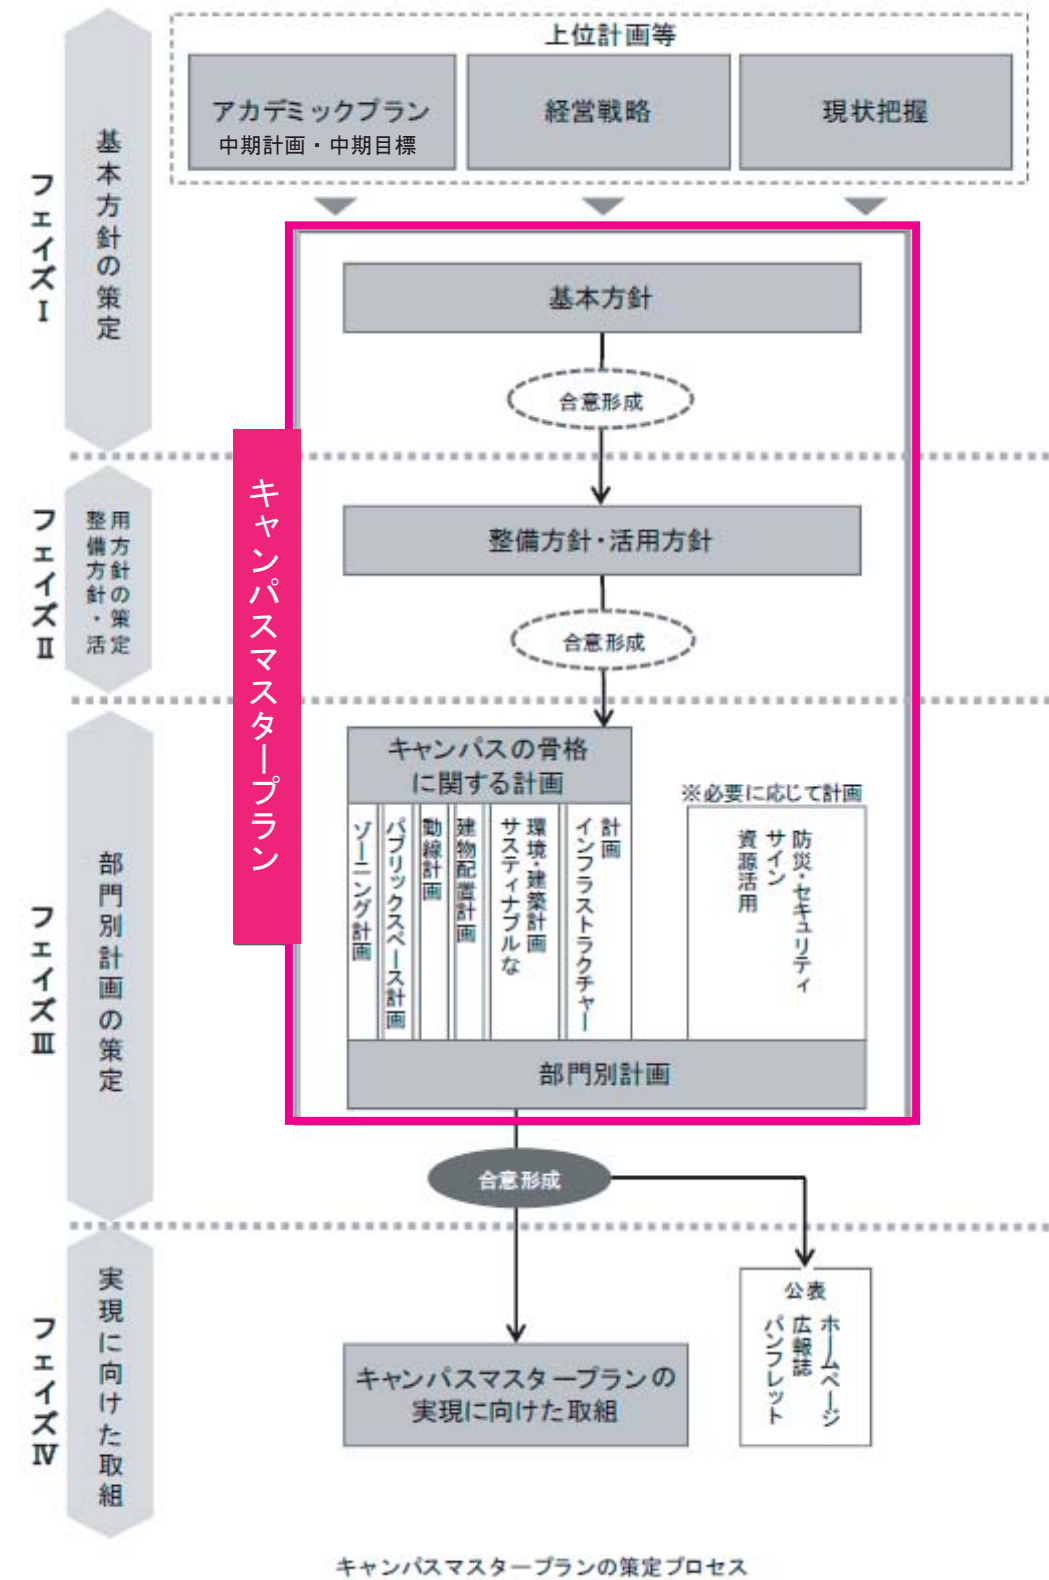 上位計画等
アカデミックプラン
中期計画・中期目標
経営戦略
現状把握
フェイズⅠ
基本方針の策定
基本方針
合意形成
キャンパスマスタープラン
フェイズⅡ
整備方針・活
用方針の策定
整備方針・活用方針
合意形成
フェイズⅢ
部門別計画の策定
キャンパスの骨格
に関する計画
ゾーニング計画
パブリックスペース計画
動線計画
建物配置計画
サスティナブルな
環境・建築計画
インフラストラクチャー
計画
※必要に応じて計画
防災・セキュリティ
サイン
資源活用
部門別計画
合意形成
フェイズⅣ
実現に向けた取組
キャンパスマスタープランの
実現に向けた取組
公表
ホームページ
広報誌
パンフレット
キャンパスマスタープランの策定プロセス